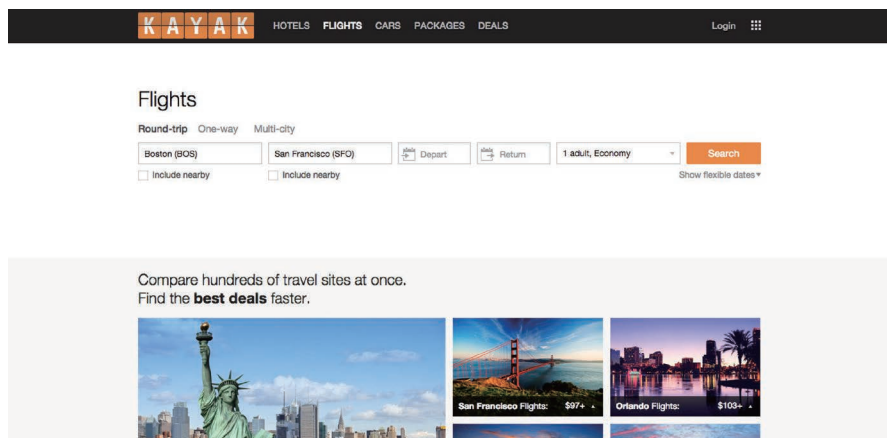 KAYAK HOTELS FLIGHTS CARS PACKAGES DEALS Login
Flights
Round-trip One-way Multi-city
Boston (BOS) San Francisco (SFO) Depart Return 1 adult, Economy Search
Include nearby Include nearby Show flexible dates
Compare hundreds of travel sites at once.
Find the best deals faster.
San Francisco Flights: $97+ Orlando Flights: $103+